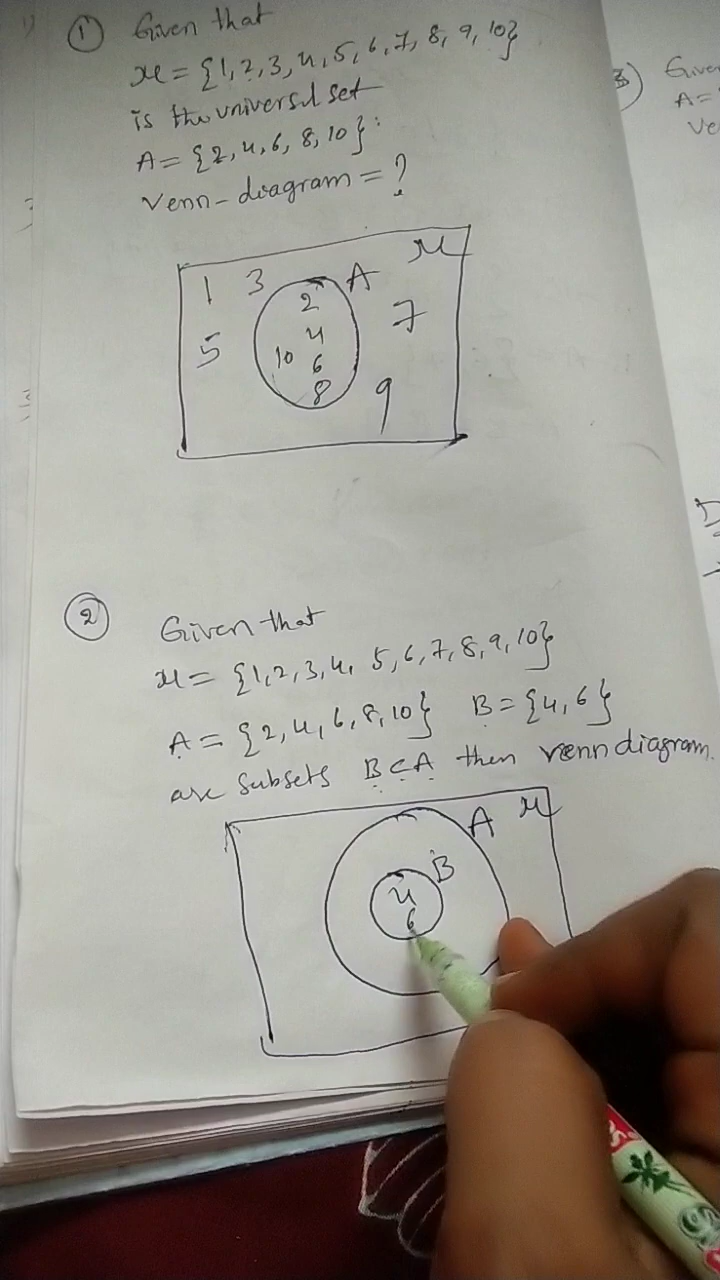 ① Given that
μ = {1, 2, 3, 4, 5, 6, 7, 8, 9, 10}
is the universal set
A = {2, 4, 6, 8, 10}.
Venn-diagram = ?
μ
1 3 A
2
7
5 4
10 6
8
9
② Given that
μ = {1, 2, 3, 4, 5, 6, 7, 8, 9, 10}
A = {2, 4, 6, 8, 10} B = {4, 6}
are subsets B⊂A then venn diagram.
A μ
B
4
6
3) Given
A =
Ve